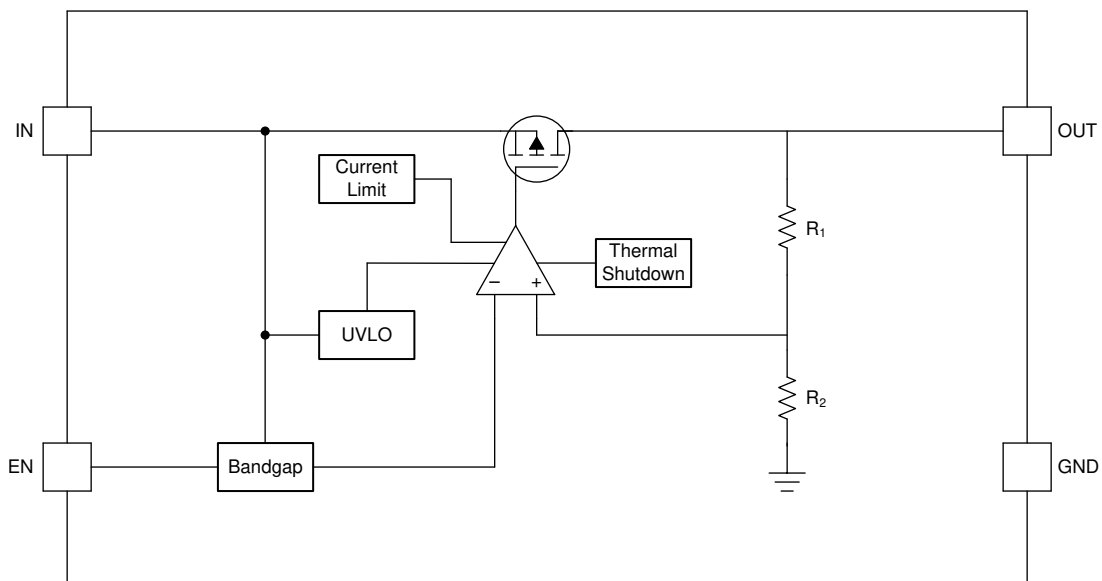 IN
OUT
Current
Limit
R₁
Thermal
Shutdown
− +
UVLO
R₂
EN
Bandgap
GND